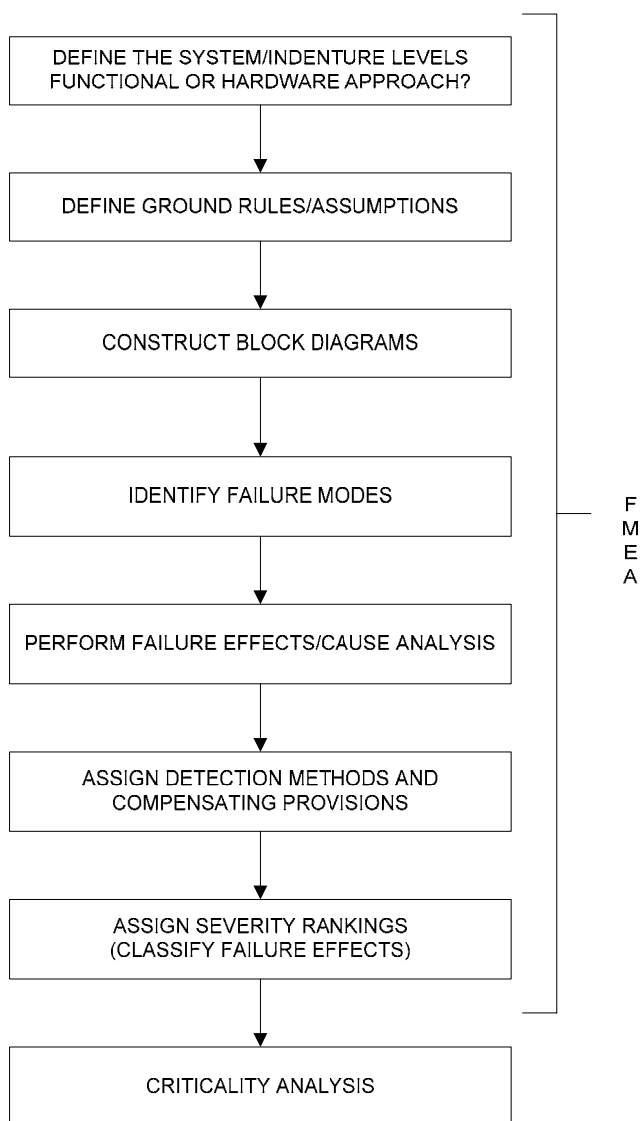 DEFINE THE SYSTEM/INDENTURE LEVELS
FUNCTIONAL OR HARDWARE APPROACH?
DEFINE GROUND RULES/ASSUMPTIONS
CONSTRUCT BLOCK DIAGRAMS
IDENTIFY FAILURE MODES
PERFORM FAILURE EFFECTS/CAUSE ANALYSIS
ASSIGN DETECTION METHODS AND
COMPENSATING PROVISIONS
ASSIGN SEVERITY RANKINGS
(CLASSIFY FAILURE EFFECTS)
CRITICALITY ANALYSIS
F
M
E
A